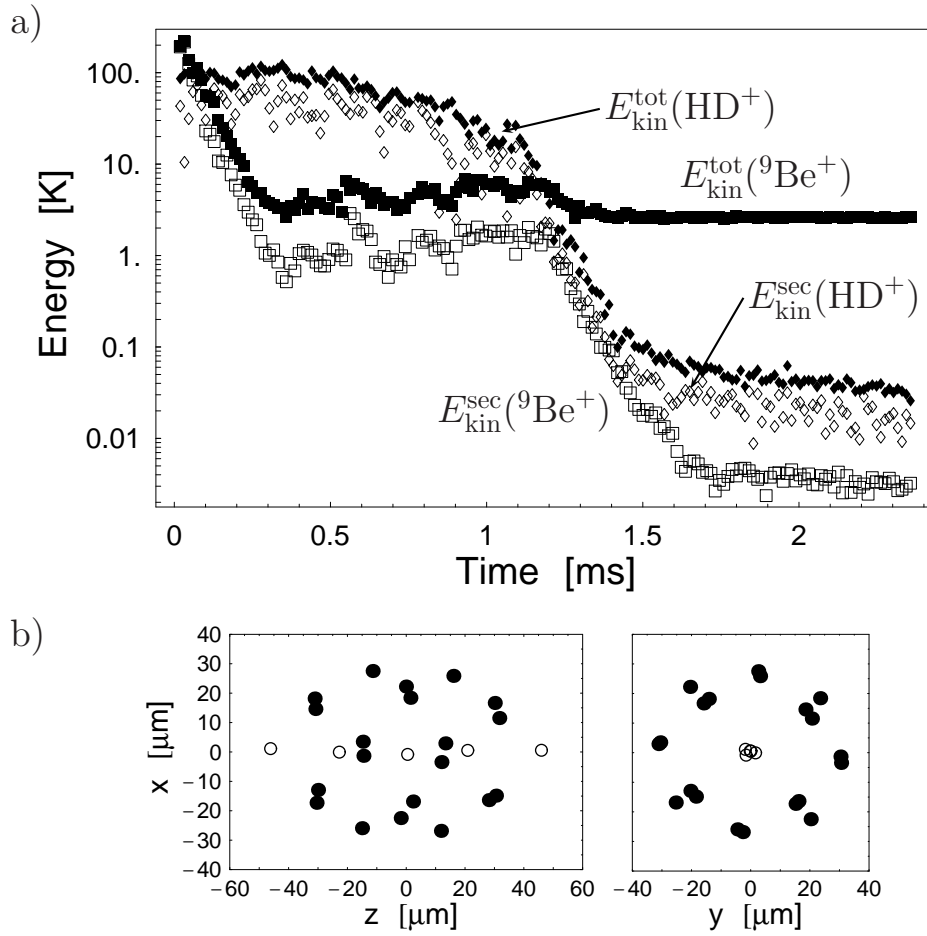 a)
100.
10.
1.
0.1
0.01
Energy [K]
E_kin^tot(HD⁺)
E_kin^tot(⁹Be⁺)
E_kin^sec(HD⁺)
E_kin^sec(⁹Be⁺)
0 0.5 1 1.5 2
Time [ms]
b)
40
30
20
10
0
−10
−20
−30
−40
x [μm]
−60 −40 −20 0 20 40 60
z [μm]
−40 −20 0 20 40
y [μm]